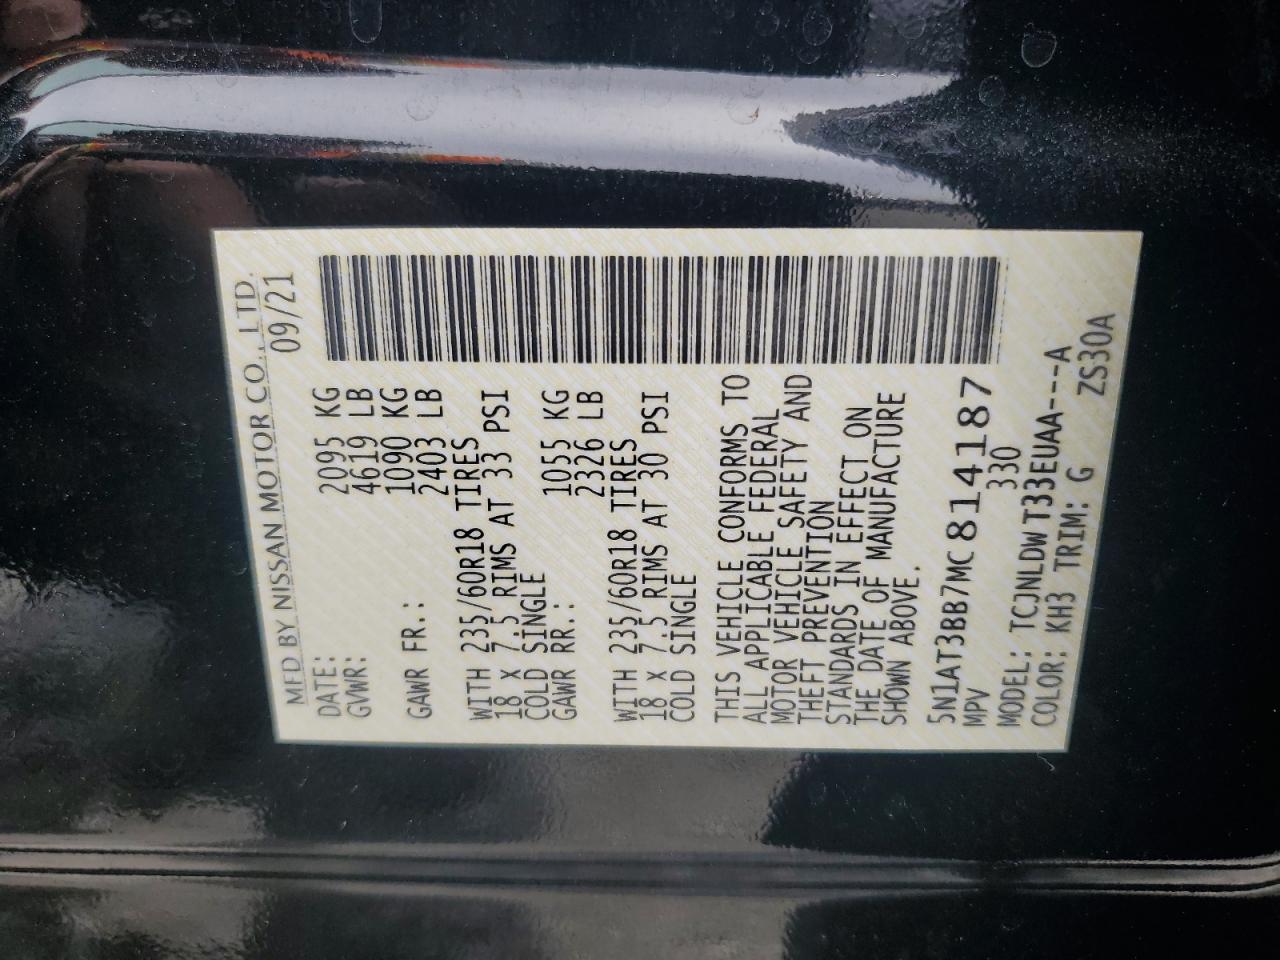 MFD BY NISSAN MOTOR CO., LTD.
DATE: 09/21
GVWR: 2095 KG
4619 LB
GAWR FR.: 1090 KG
2403 LB
WITH 235/60R18 TIRES
18 X 7.5 RIMS AT 33 PSI
COLD SINGLE
GAWR RR.: 1055 KG
2326 LB
WITH 235/60R18 TIRES
18 X 7.5 RIMS AT 30 PSI
COLD SINGLE
THIS VEHICLE CONFORMS TO
ALL APPLICABLE FEDERAL
MOTOR VEHICLE SAFETY AND
THEFT PREVENTION
STANDARDS IN EFFECT ON
THE DATE OF MANUFACTURE
SHOWN ABOVE.
5N1AT3BB7MC814187
MPV 330
MODEL: TCJNLDWT33EUAA---A
COLOR: KH3 TRIM: G ZS30A